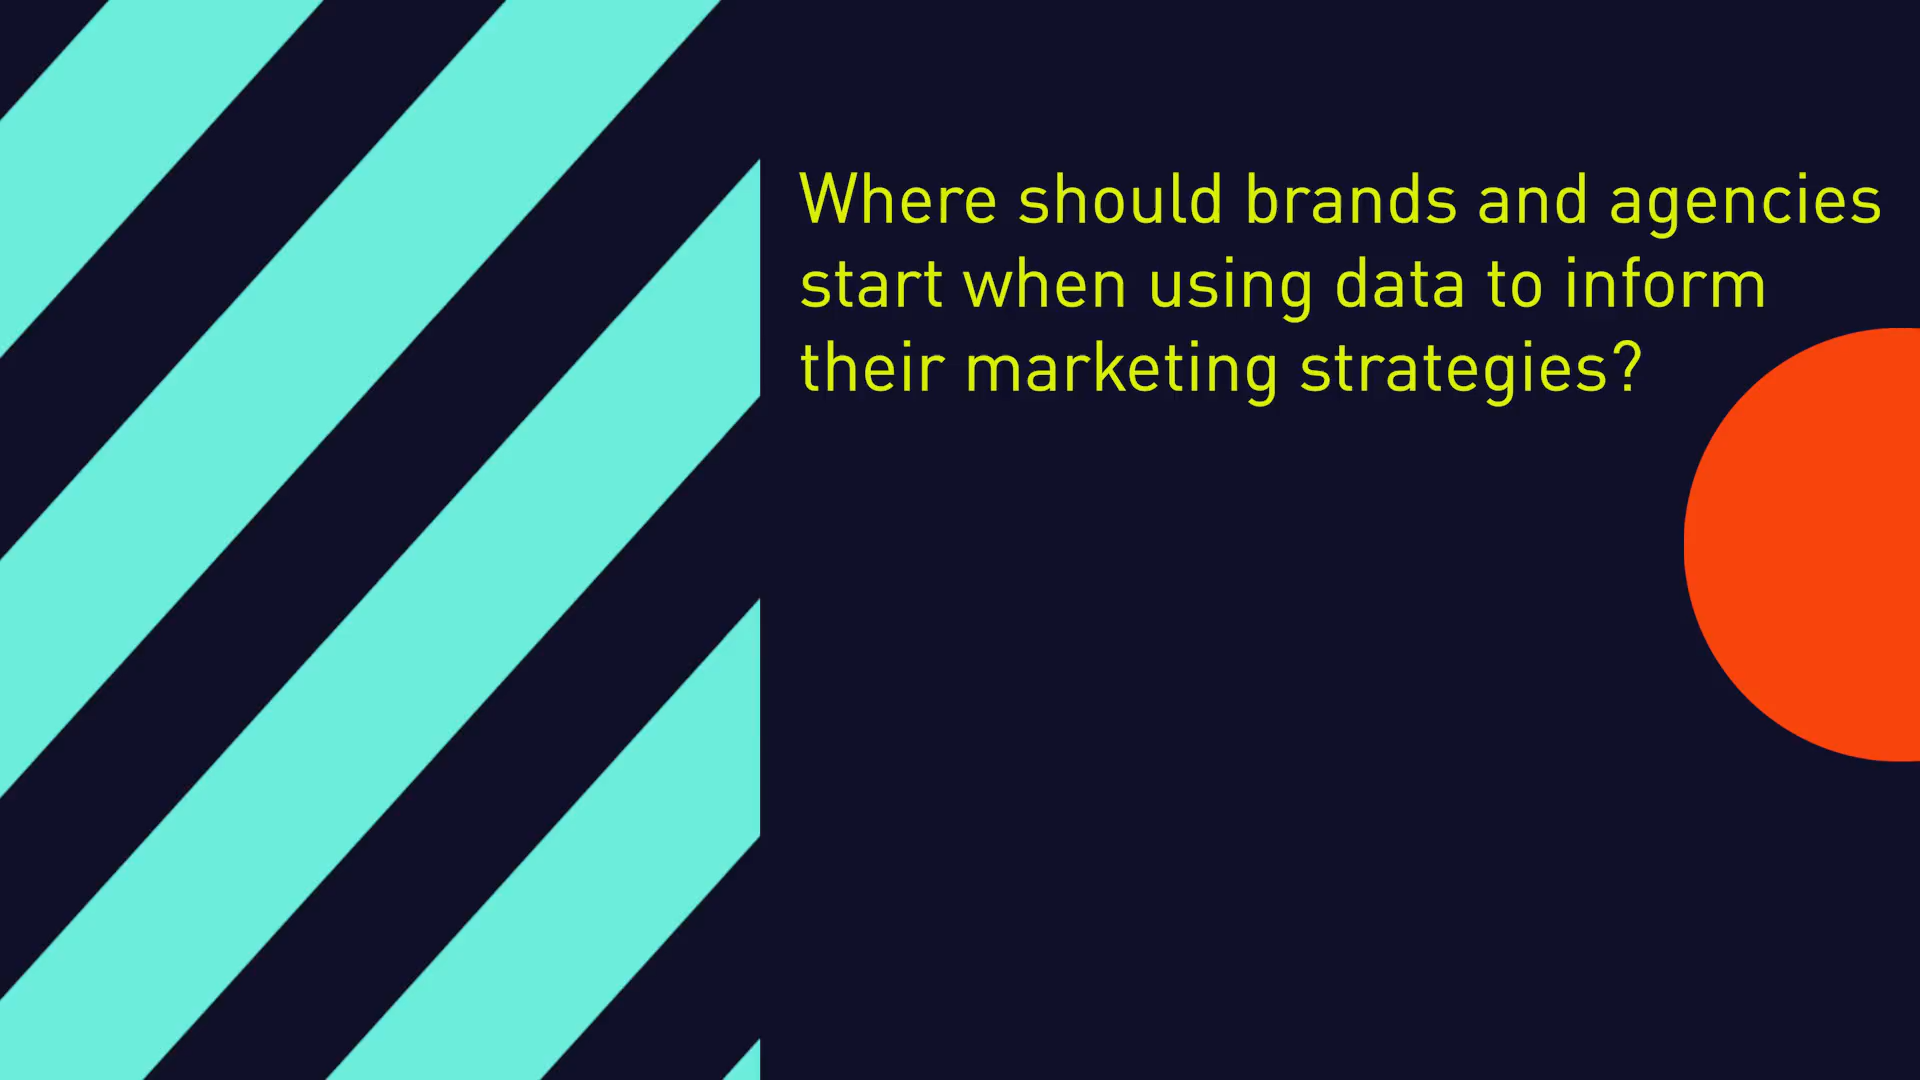 Where should brands and agencies
start when using data to inform
their marketing strategies?